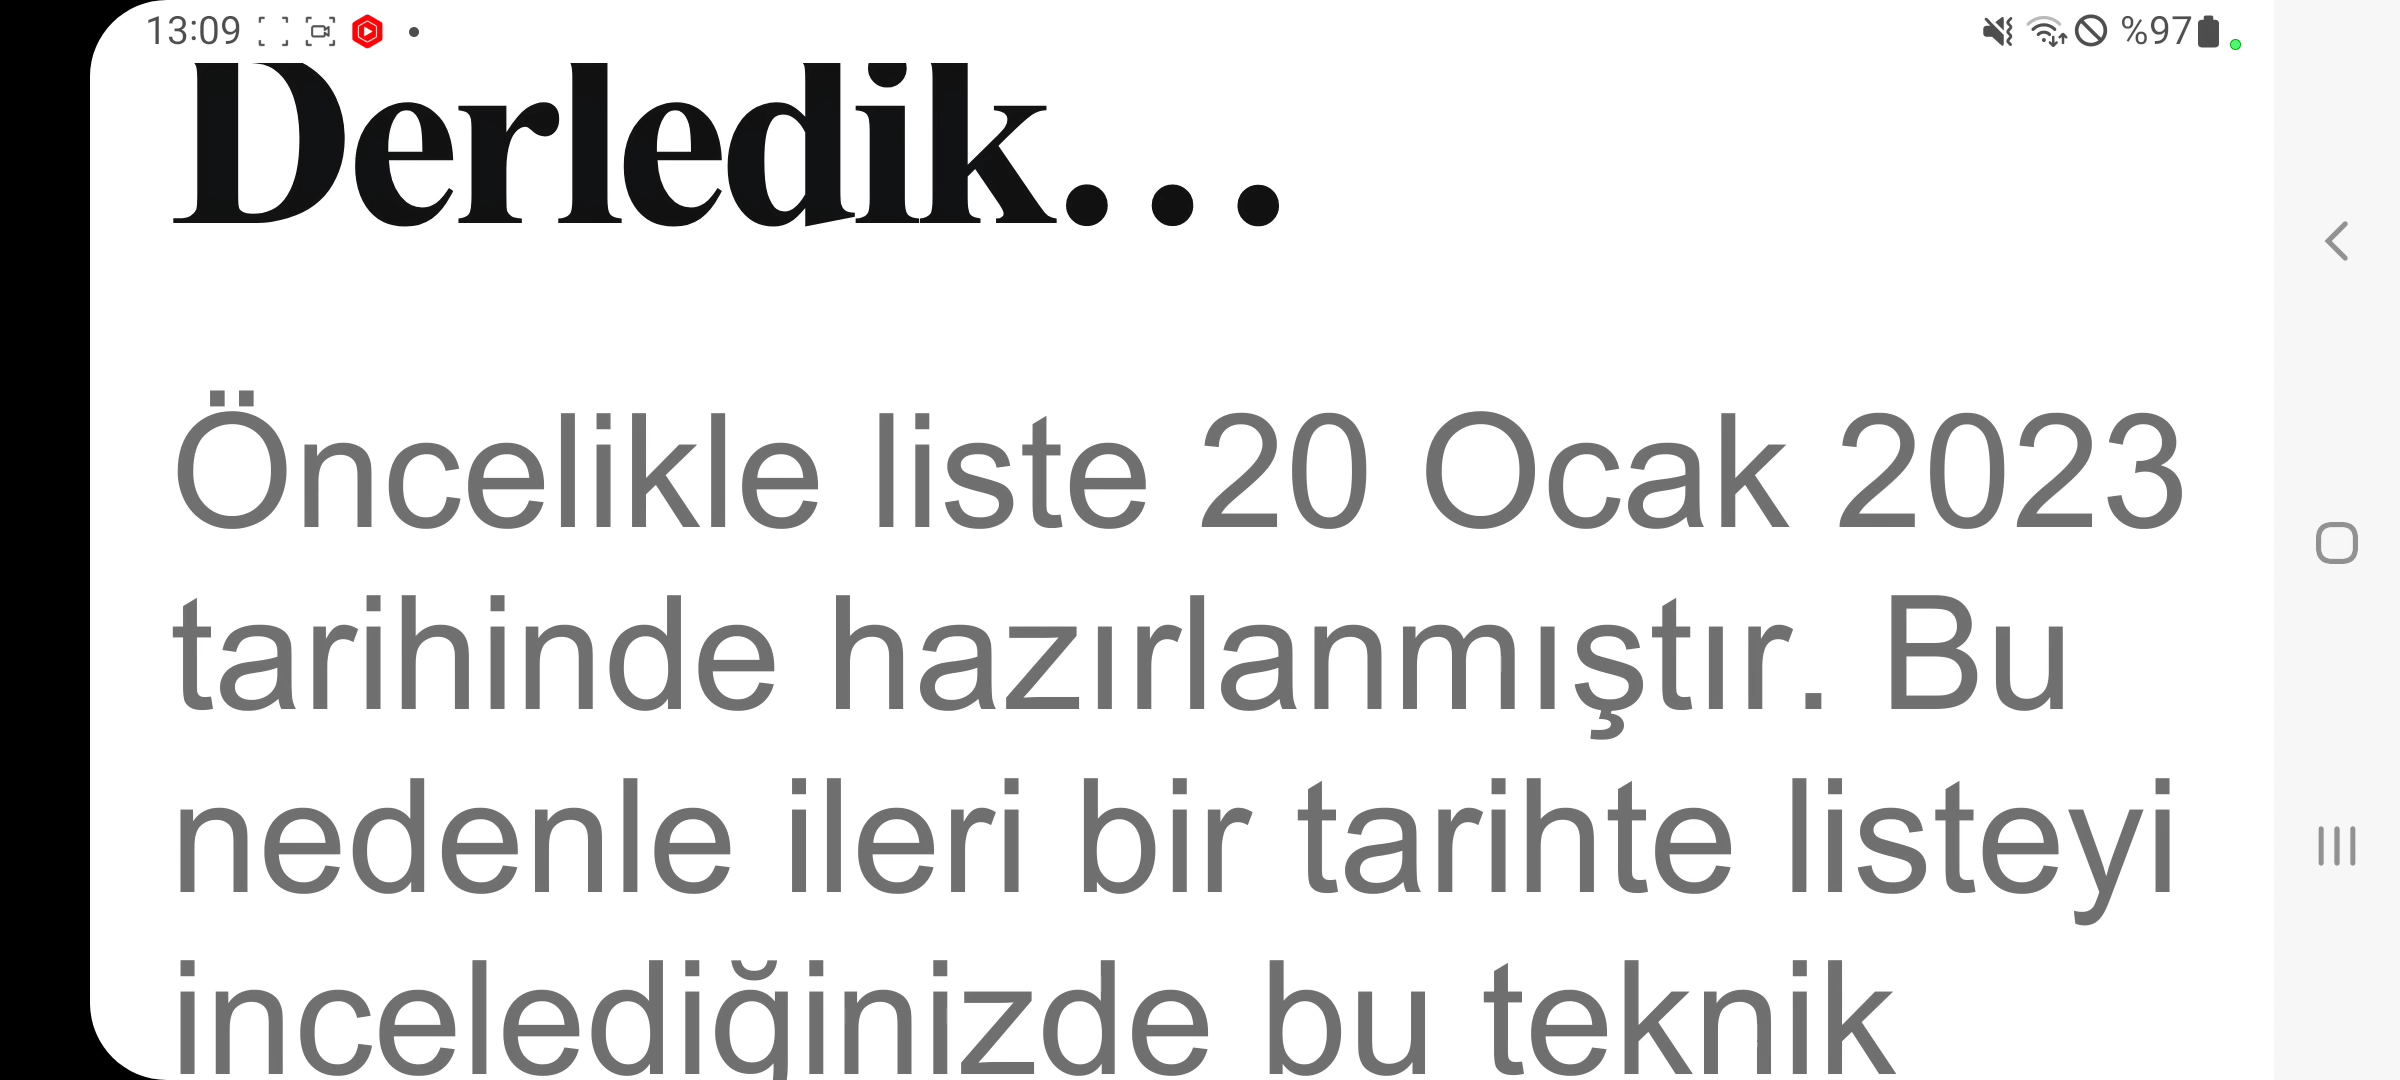 13:09 %97
Derledik...
Öncelikle liste 20 Ocak 2023
tarihinde hazırlanmıştır. Bu
nedenle ileri bir tarihte listeyi
incelediğinizde bu teknik